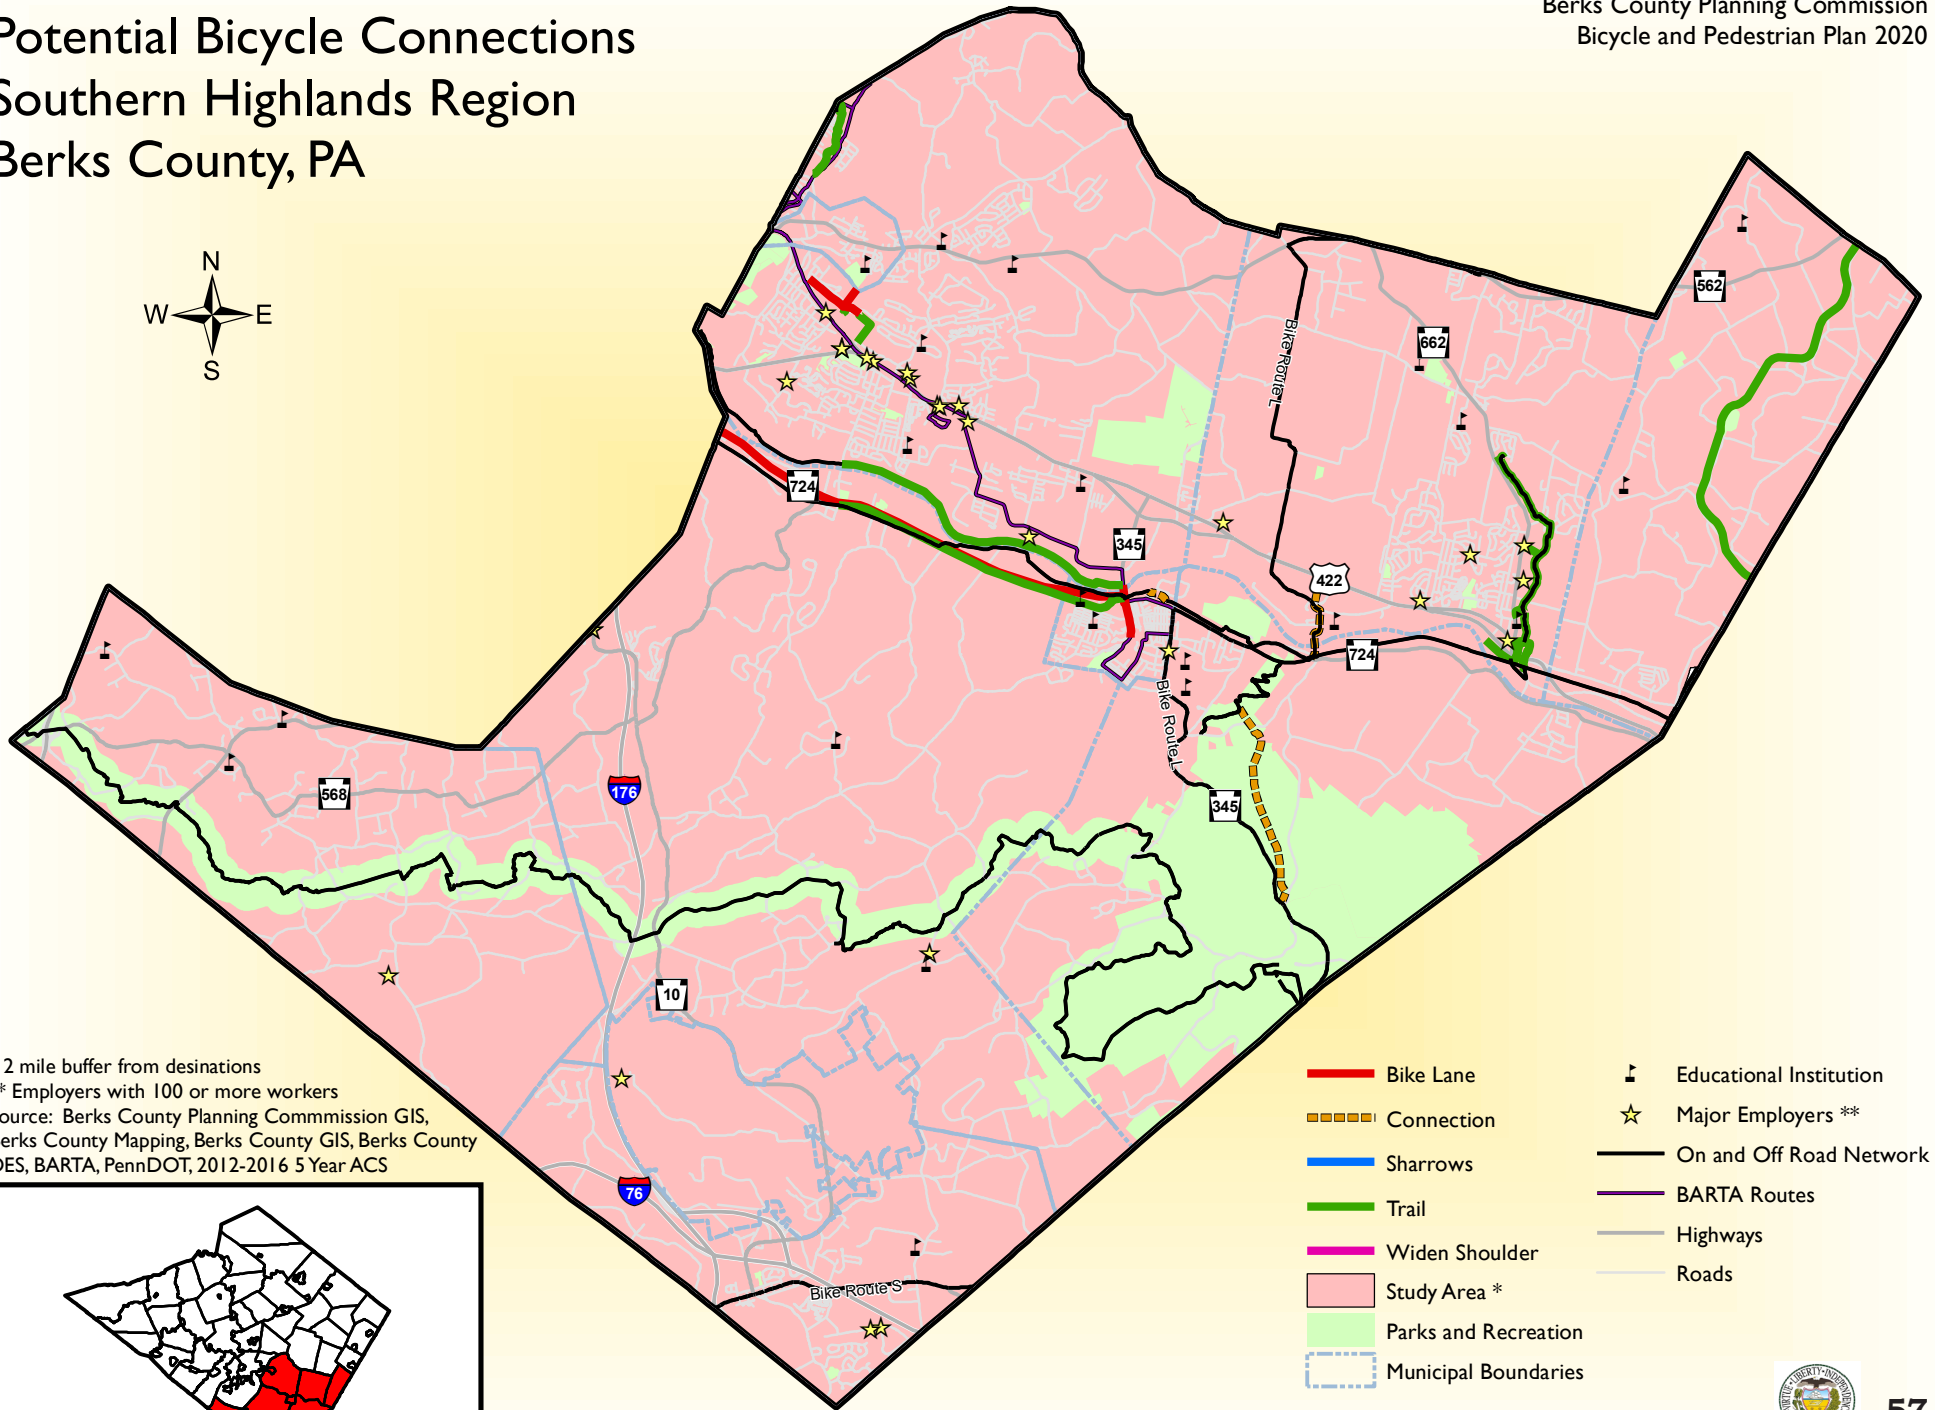 Potential Bicycle Connections
Southern Highlands Region
Berks County, PA
Berks County Planning Commission
Bicycle and Pedestrian Plan 2020
N
W
E
S
562
662
Bike Route L
724
345
422
724
Bike Route L
568
176
345
10
76
Bike Route S
2 mile buffer from desinations
* Employers with 100 or more workers
ource: Berks County Planning Commmission GIS,
erks County Mapping, Berks County GIS, Berks County
DES, BARTA, PennDOT, 2012-2016 5 Year ACS
Bike Lane
Connection
Sharrows
Trail
Widen Shoulder
Study Area *
Parks and Recreation
Municipal Boundaries
Educational Institution
Major Employers **
On and Off Road Network
BARTA Routes
Highways
Roads
57